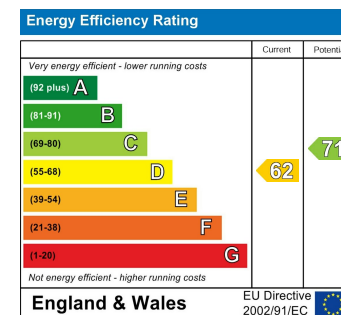 Energy Efficiency Rating
Current
Very energy efficient - lower running costs
(92 plus) A
(81-91) B
(69-80) C
71
(55-68) D
62
(39-54) E
(21-38) F
(1-20) G
Not energy efficient - higher running costs
England & Wales
EU Directive
2002/91/EC